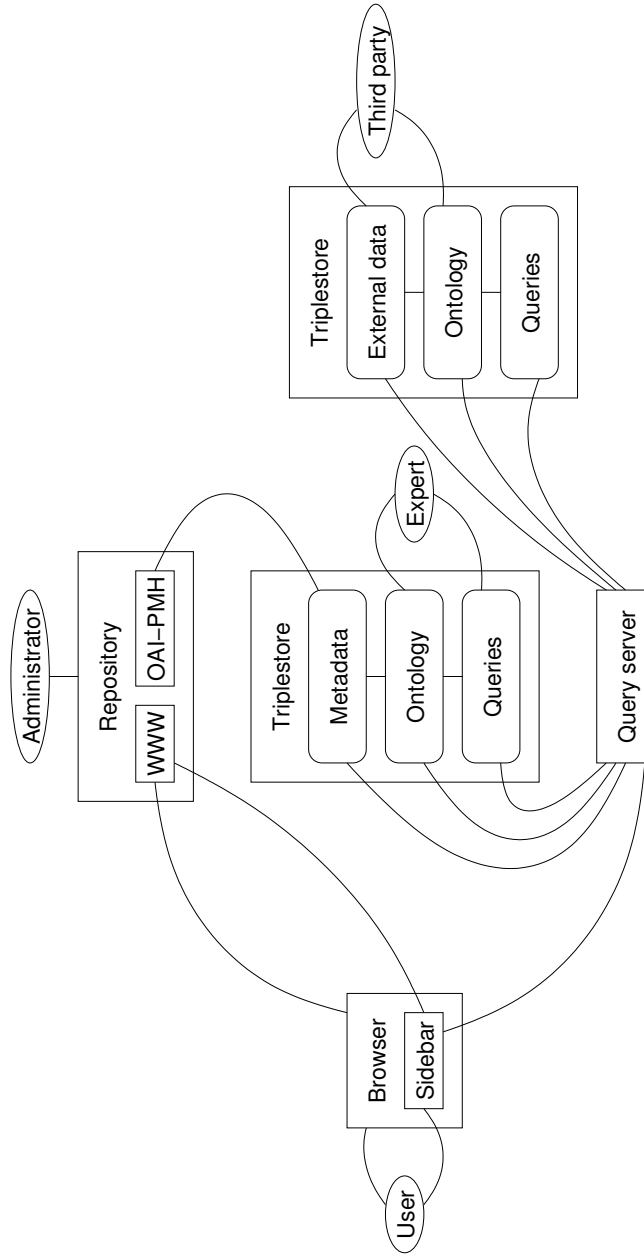 Administrator
Repository
WWW
OAI–PMH
Browser
Sidebar
User
Triplestore
Metadata
Ontology
Queries
Expert
Triplestore
External data
Ontology
Queries
Third party
Query server